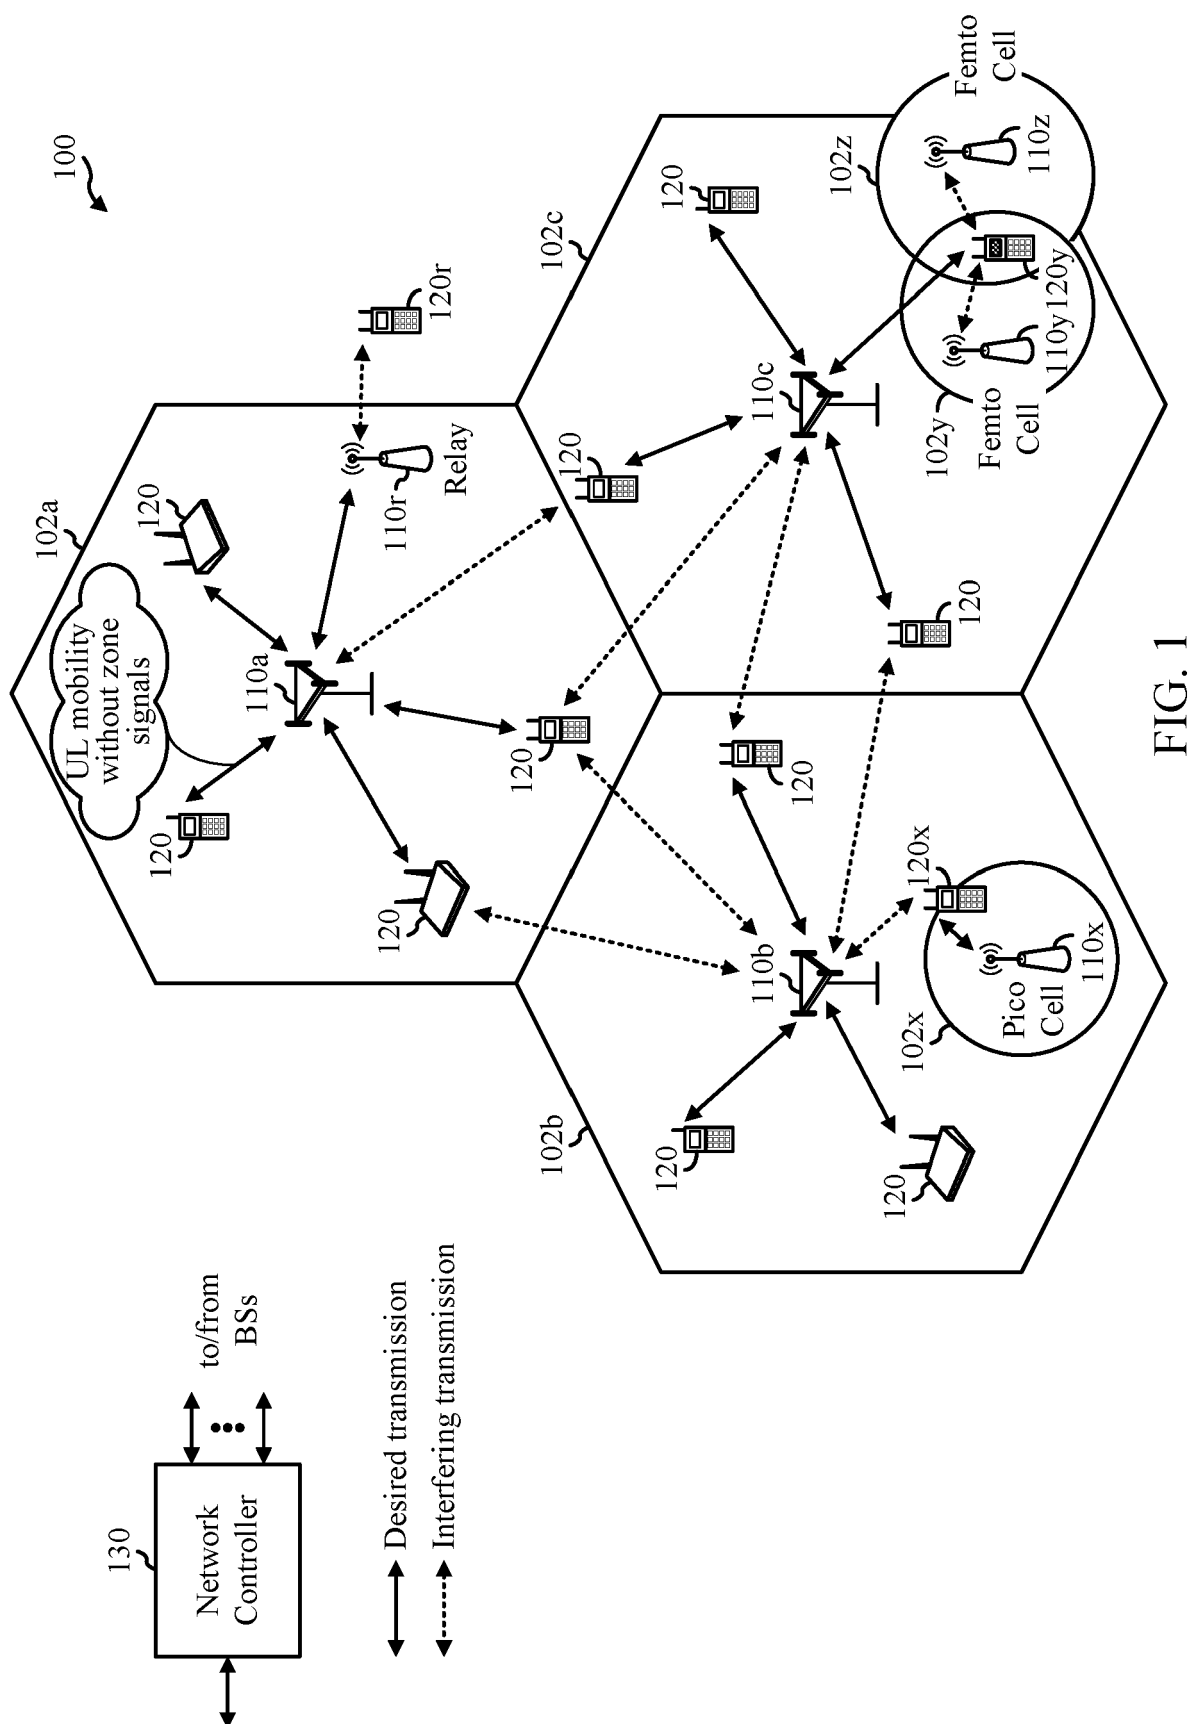 100
130
Network
Controller
to/from
BSs
Desired transmission
Interfering transmission
102a
UL mobility
without zone
signals
120
120
110a
120
110r
Relay
120r
120
120
102b
102c
120
120
110b
120
120
102x
Pico
Cell
110x
120x
120
110c
120
102y
Femto
Cell
110y
120y
102z
110z
Femto
Cell
FIG. 1